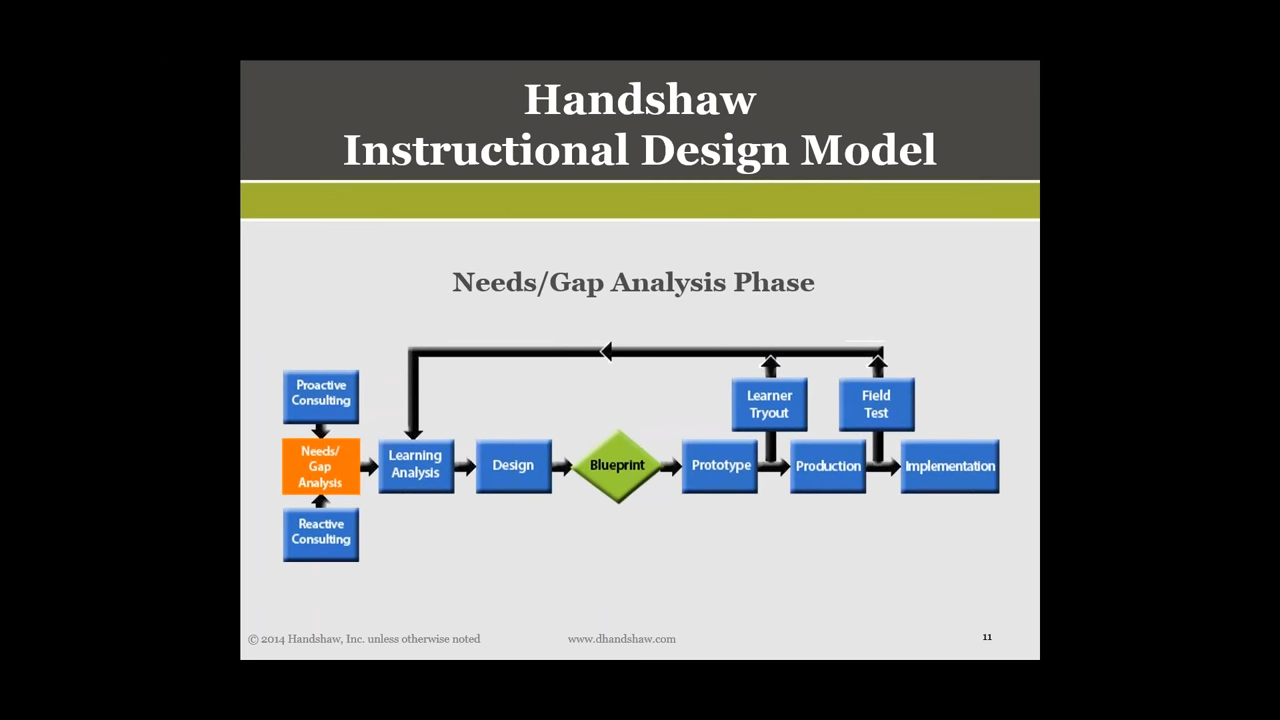 Handshaw
Instructional Design Model
Needs/Gap Analysis Phase
Proactive
Consulting
Needs/
Gap
Analysis
Reactive
Consulting
Learning
Analysis
Design
Blueprint
Prototype
Learner
Tryout
Production
Field
Test
Implementation
© 2014 Handshaw, Inc. unless otherwise noted
www.dhandshaw.com
11